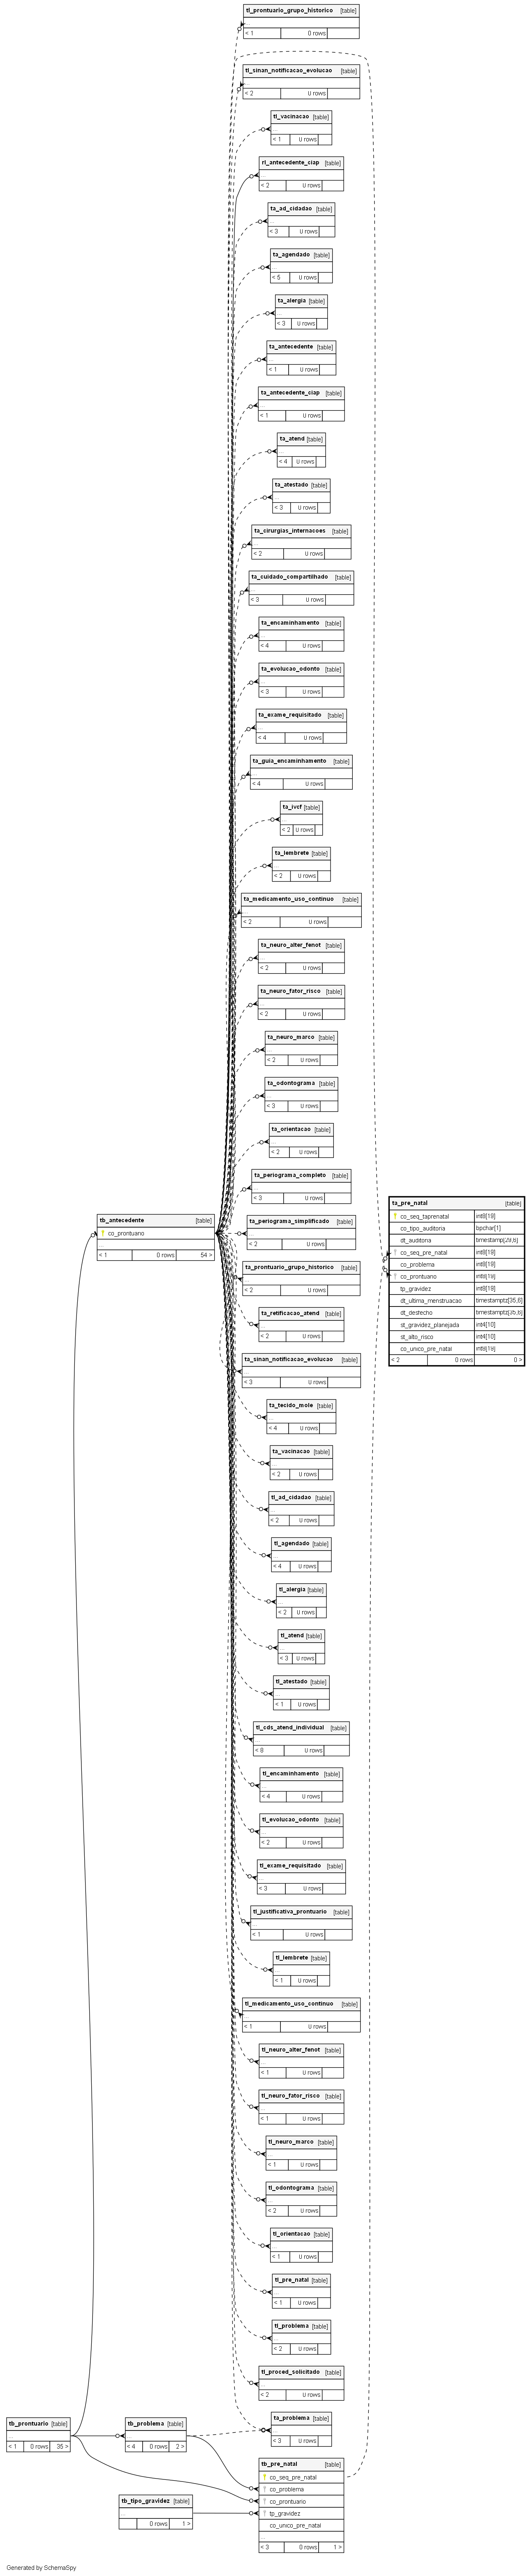 tl_prontuario_grupo_historico [table]
...
< 1 0 rows
tl_sinan_notificacao_evolucao [table]
...
< 2 0 rows
tl_vacinacao [table]
...
< 1 0 rows
rl_antecedente_ciap [table]
...
< 2 0 rows
ta_ad_cidadao [table]
...
< 3 0 rows
ta_agendado [table]
...
< 5 0 rows
ta_alergia [table]
...
< 3 0 rows
ta_antecedente [table]
...
< 1 0 rows
ta_antecedente_ciap [table]
...
< 1 0 rows
ta_atend [table]
...
< 4 0 rows
ta_atestado [table]
...
< 3 0 rows
ta_cirurgias_internacoes [table]
...
< 2 0 rows
ta_cuidado_compartilhado [table]
...
< 3 0 rows
ta_encaminhamento [table]
...
< 4 0 rows
ta_evolucao_odonto [table]
...
< 3 0 rows
ta_exame_requisitado [table]
...
< 4 0 rows
ta_guia_encaminhamento [table]
...
< 4 0 rows
ta_ivcf [table]
...
< 2 0 rows
ta_lembrete [table]
...
< 2 0 rows
ta_medicamento_uso_continuo [table]
...
< 2 0 rows
ta_neuro_alter_fenot [table]
...
< 2 0 rows
ta_neuro_fator_risco [table]
...
< 2 0 rows
ta_neuro_marco [table]
...
< 2 0 rows
ta_odontograma [table]
...
< 3 0 rows
ta_orientacao [table]
...
< 2 0 rows
ta_periograma_completo [table]
...
< 3 0 rows
ta_pre_natal [table]
co_seq_taprenatal int8[19]
co_tipo_auditoria bpchar[1]
dt_auditoria timestamp[29,6]
co_seq_pre_natal int8[19]
co_problema int8[19]
co_prontuario int8[19]
tp_gravidez int8[19]
dt_ultima_menstruacao timestamptz[35,6]
dt_desfecho timestamptz[35,6]
st_gravidez_planejada int4[10]
st_alto_risco int4[10]
co_unico_pre_natal int8[19]
< 2 0 rows 0 >
tb_antecedente [table]
co_prontuario
...
< 1 0 rows 54 >
ta_periograma_simplificado [table]
...
< 2 0 rows
ta_prontuario_grupo_historico [table]
...
< 2 0 rows
ta_retificacao_atend [table]
...
< 2 0 rows
ta_sinan_notificacao_evolucao [table]
...
< 3 0 rows
ta_tecido_mole [table]
...
< 4 0 rows
ta_vacinacao [table]
...
< 2 0 rows
tl_ad_cidadao [table]
...
< 2 0 rows
tl_agendado [table]
...
< 4 0 rows
tl_alergia [table]
...
< 2 0 rows
tl_atend [table]
...
< 3 0 rows
tl_atestado [table]
...
< 1 0 rows
tl_cds_atend_individual [table]
...
< 8 0 rows
tl_encaminhamento [table]
...
< 4 0 rows
tl_evolucao_odonto [table]
...
< 2 0 rows
tl_exame_requisitado [table]
...
< 3 0 rows
tl_justificativa_prontuario [table]
...
< 1 0 rows
tl_lembrete [table]
...
< 1 0 rows
tl_medicamento_uso_continuo [table]
...
< 1 0 rows
tl_neuro_alter_fenot [table]
...
< 1 0 rows
tl_neuro_fator_risco [table]
...
< 1 0 rows
tl_neuro_marco [table]
...
< 1 0 rows
tl_odontograma [table]
...
< 2 0 rows
tl_orientacao [table]
...
< 1 0 rows
tl_pre_natal [table]
...
< 1 0 rows
tl_problema [table]
...
< 2 0 rows
tl_proced_solicitado [table]
...
< 2 0 rows
ta_problema [table]
...
< 3 0 rows
tb_prontuario [table]
...
< 1 0 rows 35 >
tb_problema [table]
...
< 4 0 rows 2 >
tb_tipo_gravidez [table]
...
0 rows 1 >
tb_pre_natal [table]
co_seq_pre_natal
co_problema
co_prontuario
tp_gravidez
co_unico_pre_natal
...
< 3 0 rows 1 >
Generated by SchemaSpy